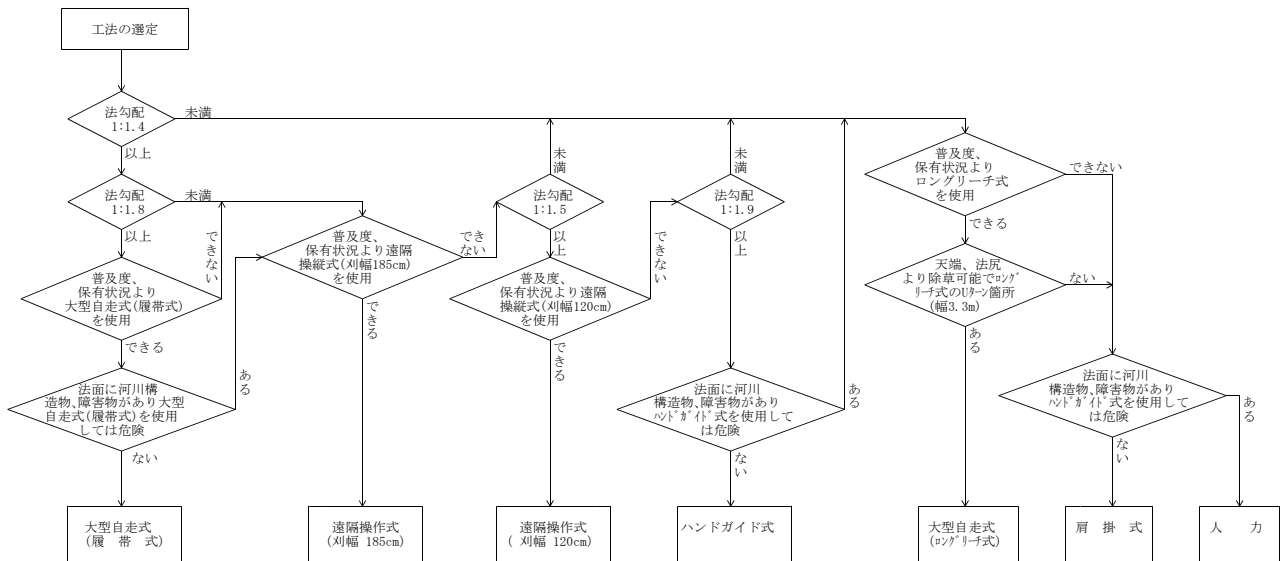 工法の選定
法勾配
1:1.4
未満
以上
法勾配
1:1.8
未満
以上
普及度、
保有状況より
大型自走式(履帯式)
を使用
できない
できる
法面に河川構
造物、障害物があり大型
自走式(履帯式)を使用
しては危険
ある
ない
大型自走式
(履 帯 式)
普及度、
保有状況より遠隔
操縦式(刈幅185cm)
を使用
でき
ない
できる
遠隔操作式
(刈幅 185cm)
未満
法勾配
1:1.5
以上
普及度、
保有状況より遠隔
操縦式(刈幅120cm)
を使用
できない
できる
遠隔操作式
( 刈幅 120cm)
未満
法勾配
1:1.9
以上
法面に河川
構造物、障害物があり
ﾊﾝﾄﾞｶﾞｲﾄﾞ式を使用して
は危険
ある
ない
ハンドガイド式
普及度、
保有状況より
ロングリーチ式
を使用
できない
できる
天端、法尻
より除草可能でﾛﾝｸﾞ
ﾘｰﾁ式のUターン箇所
(幅3.3m)
ない
ある
大型自走式
(ﾛﾝｸﾞﾘｰﾁ式)
法面に河川
構造物、障害物があり
ﾊﾝﾄﾞｶﾞｲﾄﾞ式を使用して
は危険
ある
ない
肩 掛 式
人 力